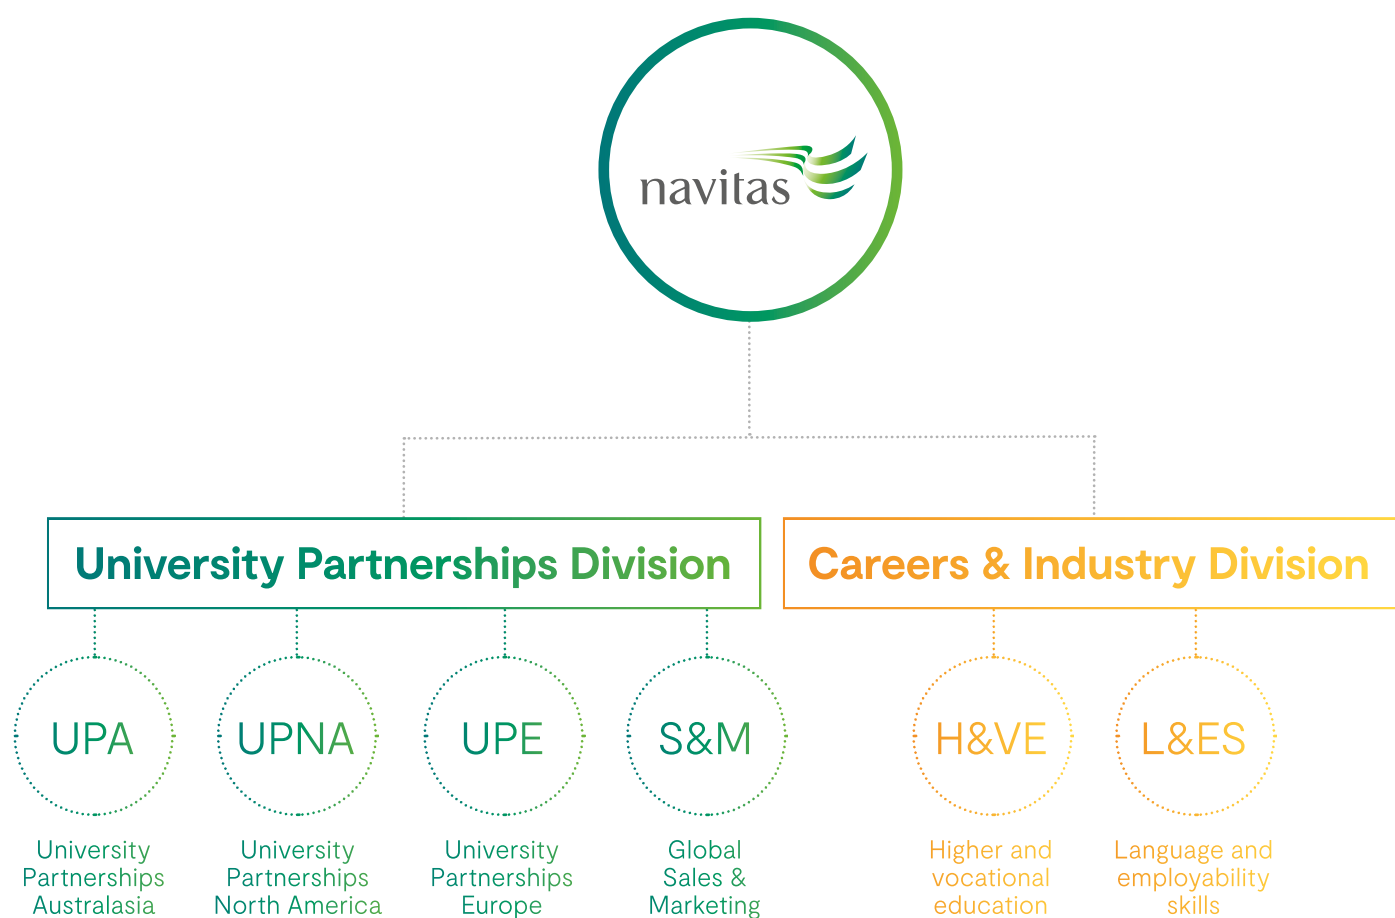 navitas
University Partnerships Division
Careers & Industry Division
UPA
UPNA
UPE
S&M
H&VE
L&ES
University
Partnerships
Australasia
University
Partnerships
North America
University
Partnerships
Europe
Global
Sales &
Marketing
Higher and
vocational
education
Language and
employability
skills